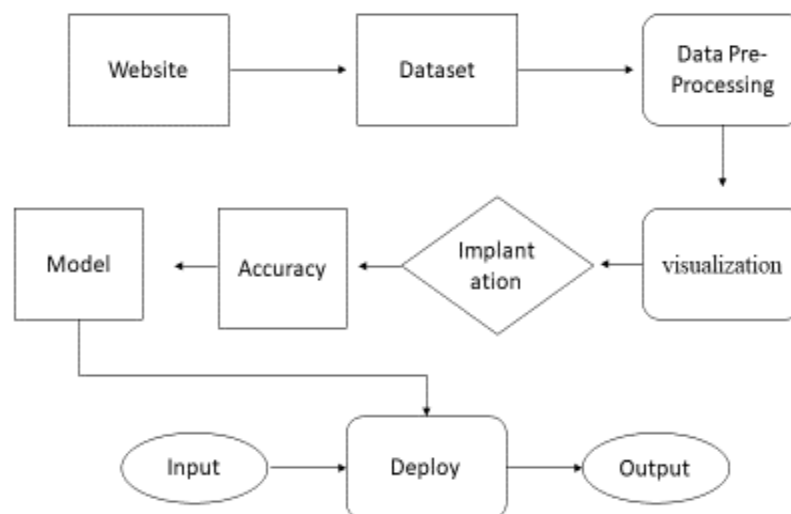 Website
Dataset
Data Pre-
Processing
visualization
Implant
ation
Accuracy
Model
Input
Deploy
Output